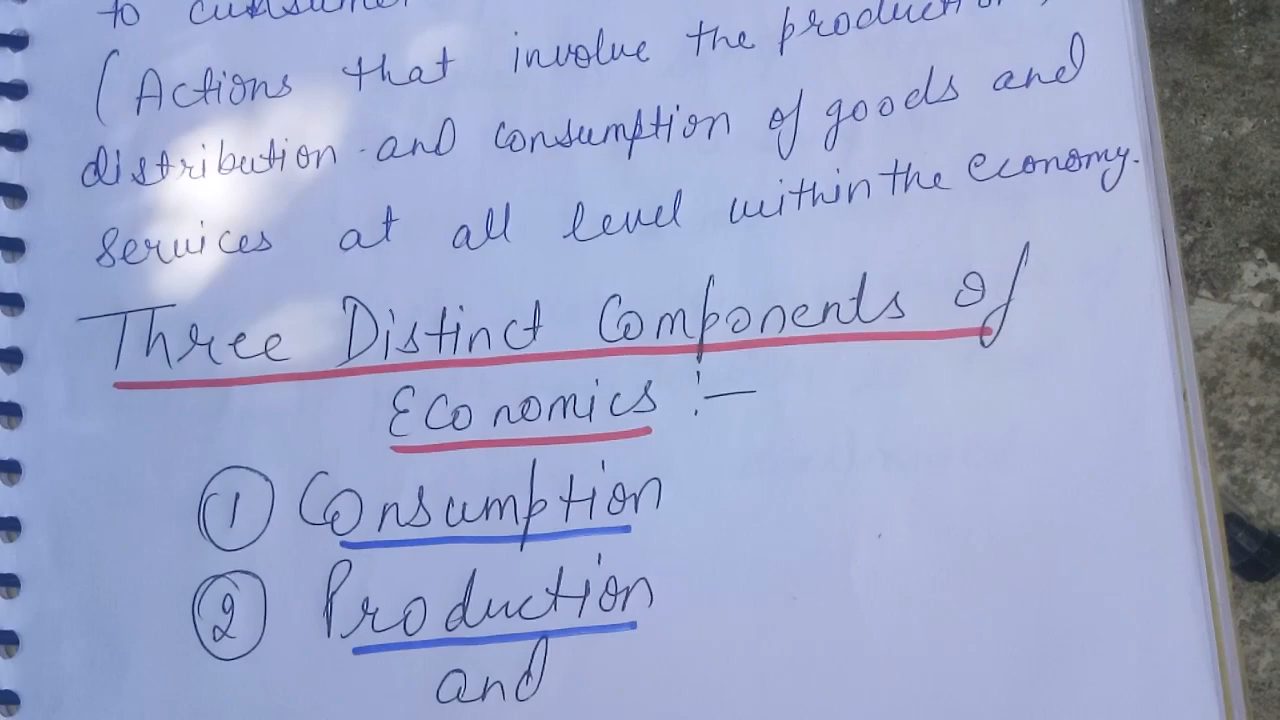 to
(Actions that involve the production,
distribution and consumption of goods and
services at all level within the economy.
Three Distinct Components of
Economics :-
① Consumption
② Production
and